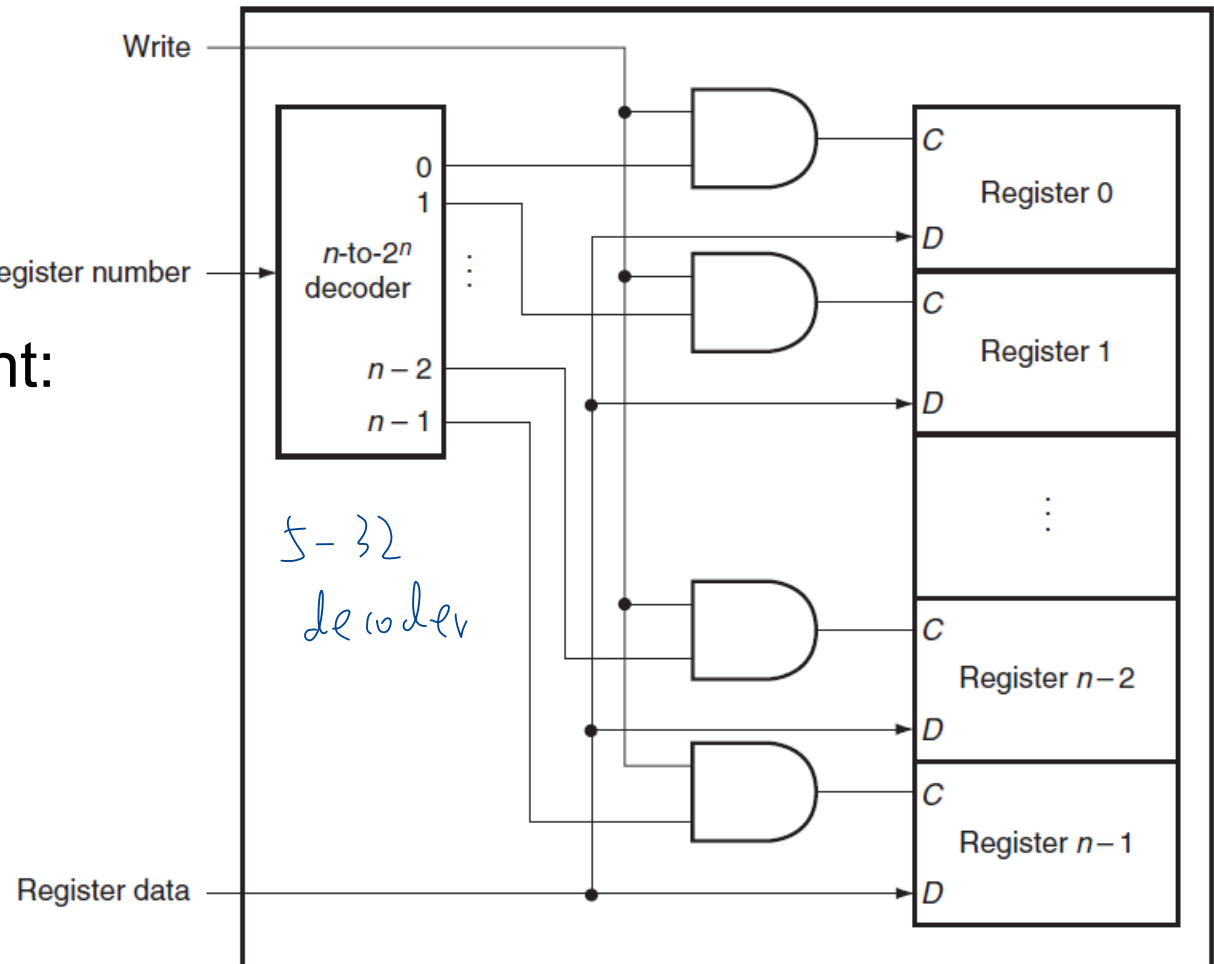 Write
0
1
n-to-2ⁿ
decoder
⋮
egister number
nt:
n – 2
n – 1
5-32
decoder
Register data
C
Register 0
D
C
Register 1
D
⋮
C
Register n – 2
D
C
Register n – 1
D